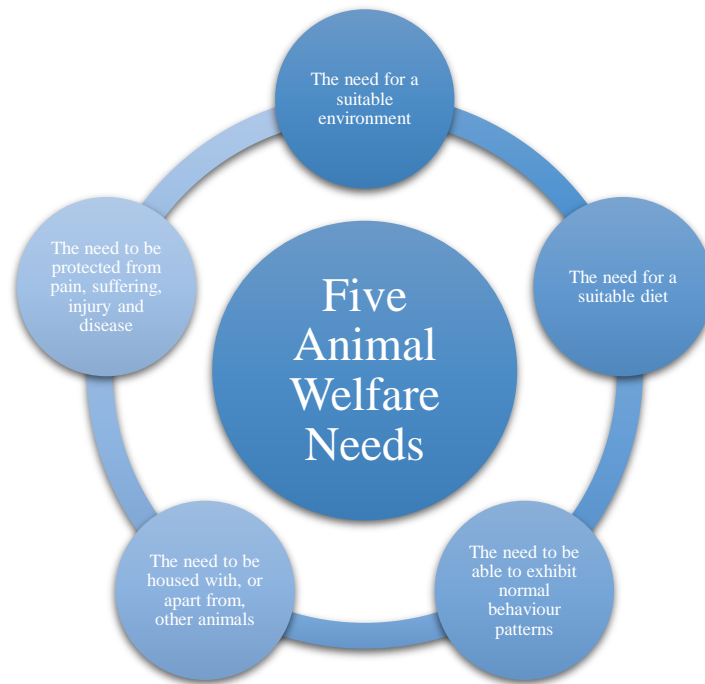 The need for a
suitable
environment
The need for a
suitable diet
The need to be
able to exhibit
normal
behaviour
patterns
The need to be
housed with, or
apart from,
other animals
The need to be
protected from
pain, suffering,
injury and
disease
Five
Animal
Welfare
Needs